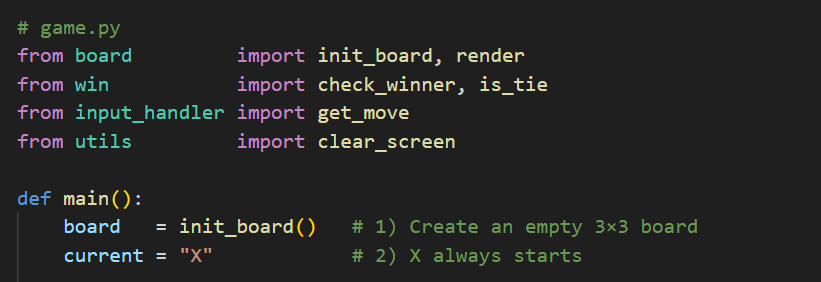 # game.py
from board         import init_board, render
from win           import check_winner, is_tie
from input_handler import get_move
from utils         import clear_screen
def main():
    board   = init_board()   # 1) Create an empty 3×3 board
    current = "X"            # 2) X always starts